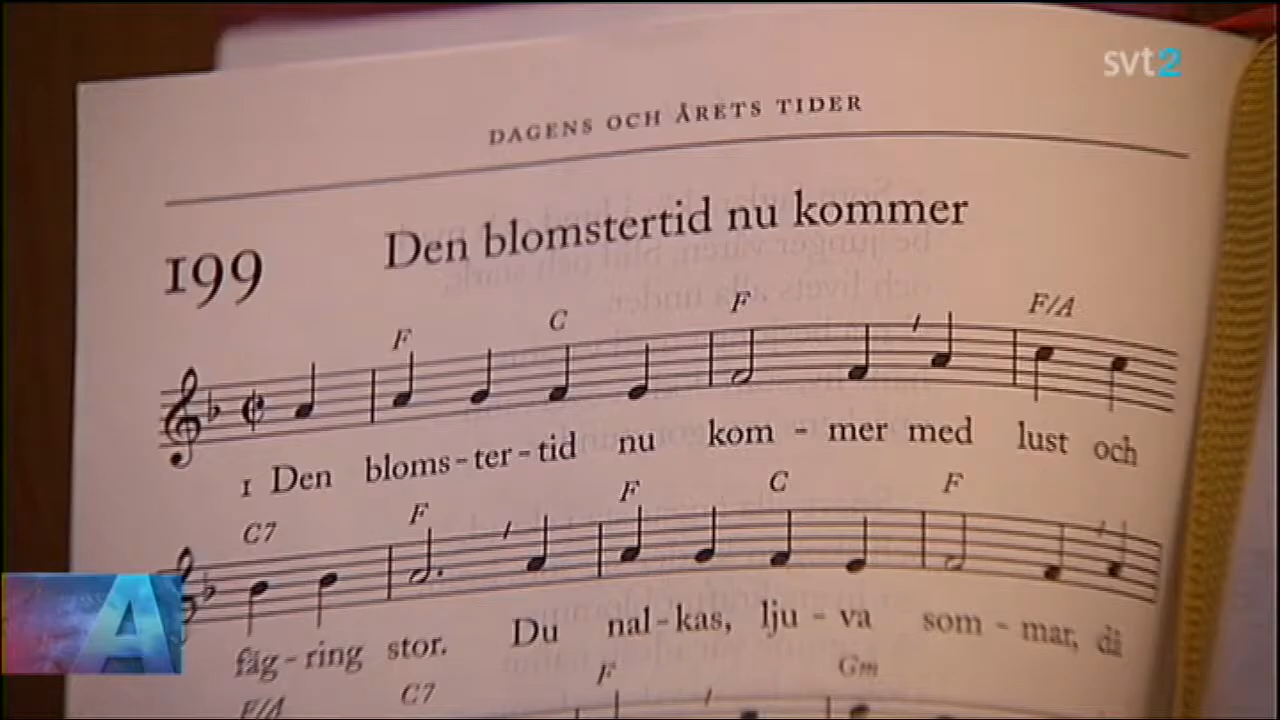 svt2
DAGENS OCH ÅRETS TIDER
199 Den blomstertid nu kommer
F C F F/A
1 Den bloms-ter-tid nu kom-mer med lust och
C7 F F C F
fäg-ring stor. Du nal-kas, lju-va som-mar, då
F/A C7 F Gm
A